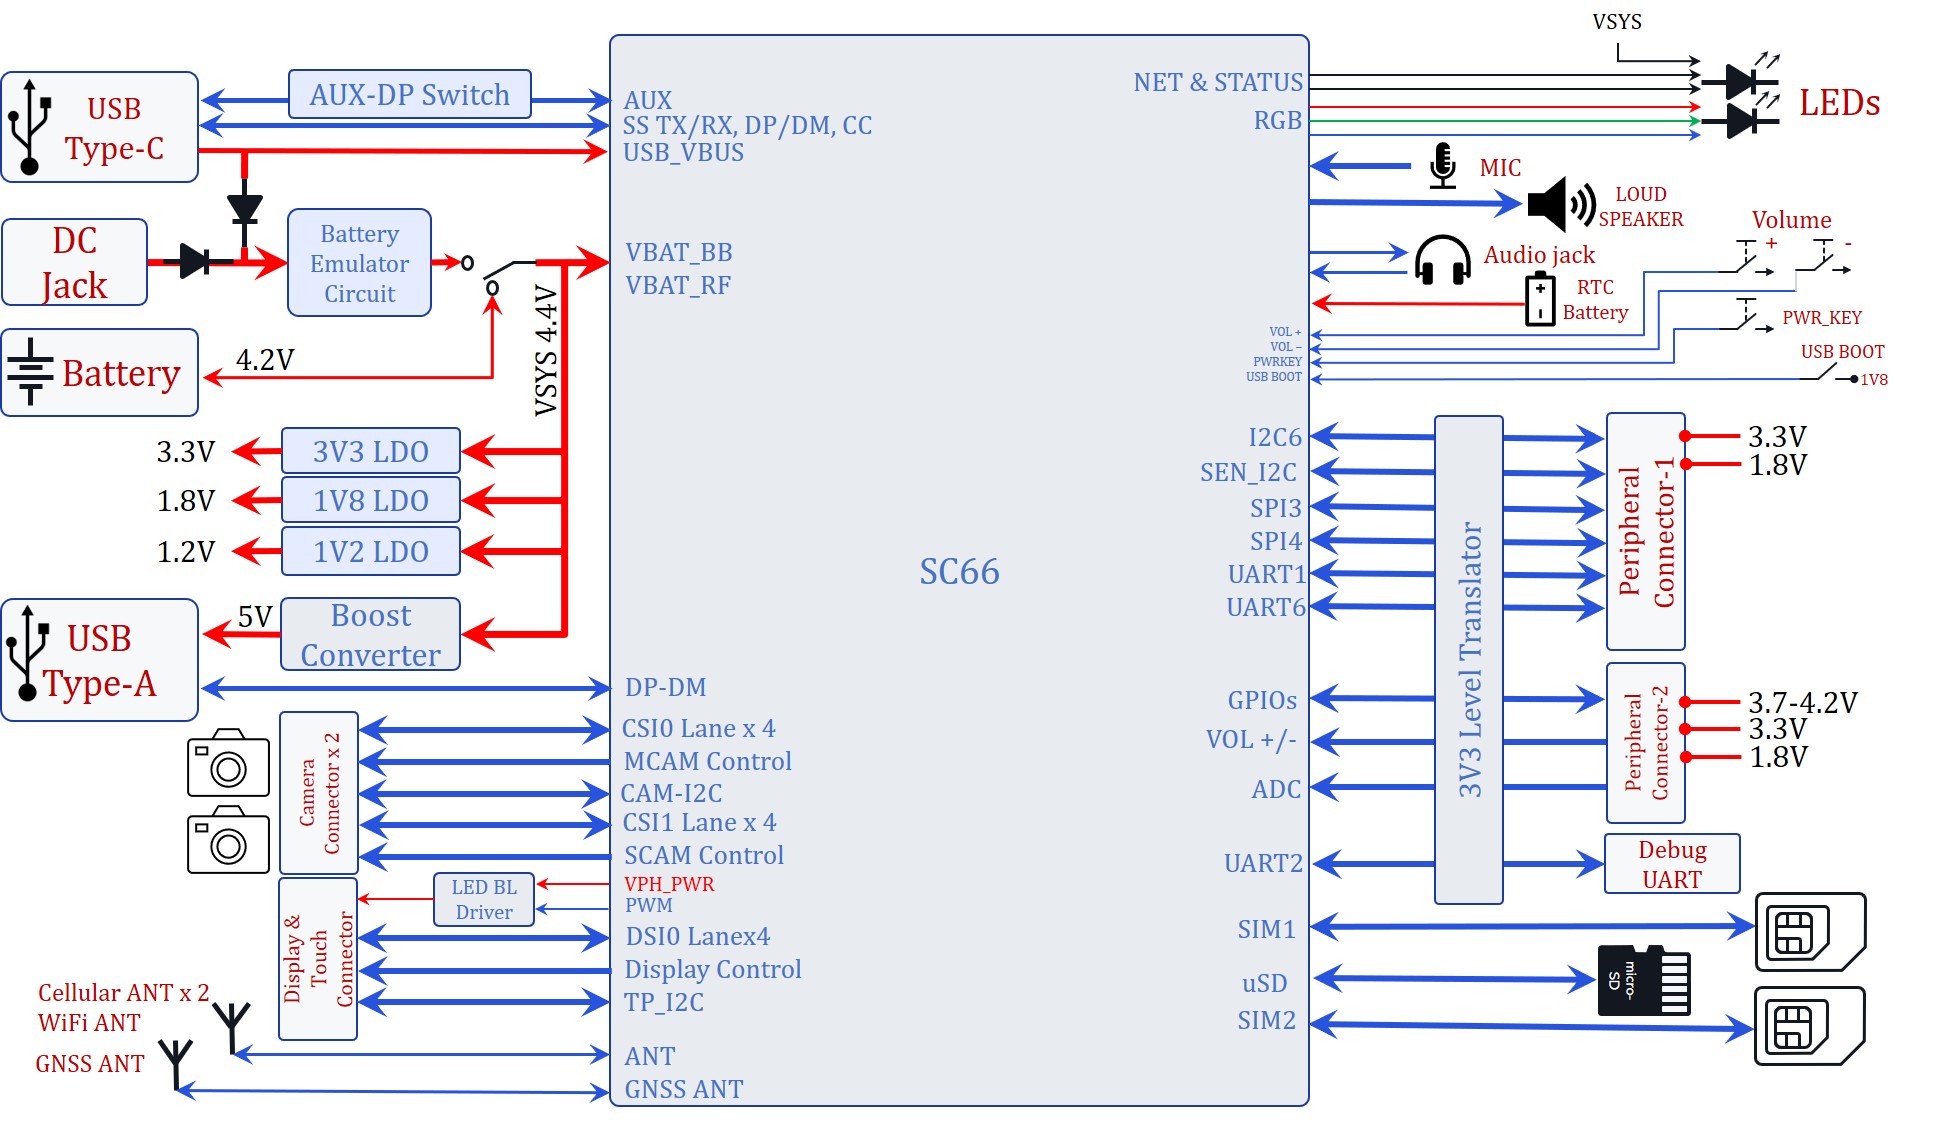 VSYS
USB
Type-C
AUX-DP Switch
AUX
SS TX/RX, DP/DM, CC
USB_VBUS
NET & STATUS
RGB
LEDs
MIC
LOUD
SPEAKER
DC
Jack
Battery
Emulator
Circuit
VBAT_BB
VBAT_RF
VSYS 4.4V
Audio jack
RTC
Battery
Volume
+
-
PWR_KEY
USB BOOT
1V8
VOL +
VOL –
PWRKEY
USB BOOT
Battery
4.2V
3.3V
3V3 LDO
1.8V
1V8 LDO
1.2V
1V2 LDO
SC66
I2C6
SEN_I2C
SPI3
SPI4
UART1
UART6
3V3 Level Translator
Peripheral
Connector-1
3.3V
1.8V
USB
Type-A
5V
Boost
Converter
DP-DM
GPIOs
VOL +/-
ADC
Peripheral
Connector-2
3.7-4.2V
3.3V
1.8V
Camera
Connector x 2
CSI0 Lane x 4
MCAM Control
CAM-I2C
CSI1 Lane x 4
SCAM Control
UART2
Debug
UART
LED BL
Driver
VPH_PWR
PWM
Display &
Touch
Connector
DSI0 Lanex4
Display Control
TP_I2C
SIM1
uSD
micro-
SD
SIM2
Cellular ANT x 2
WiFi ANT
GNSS ANT
ANT
GNSS ANT